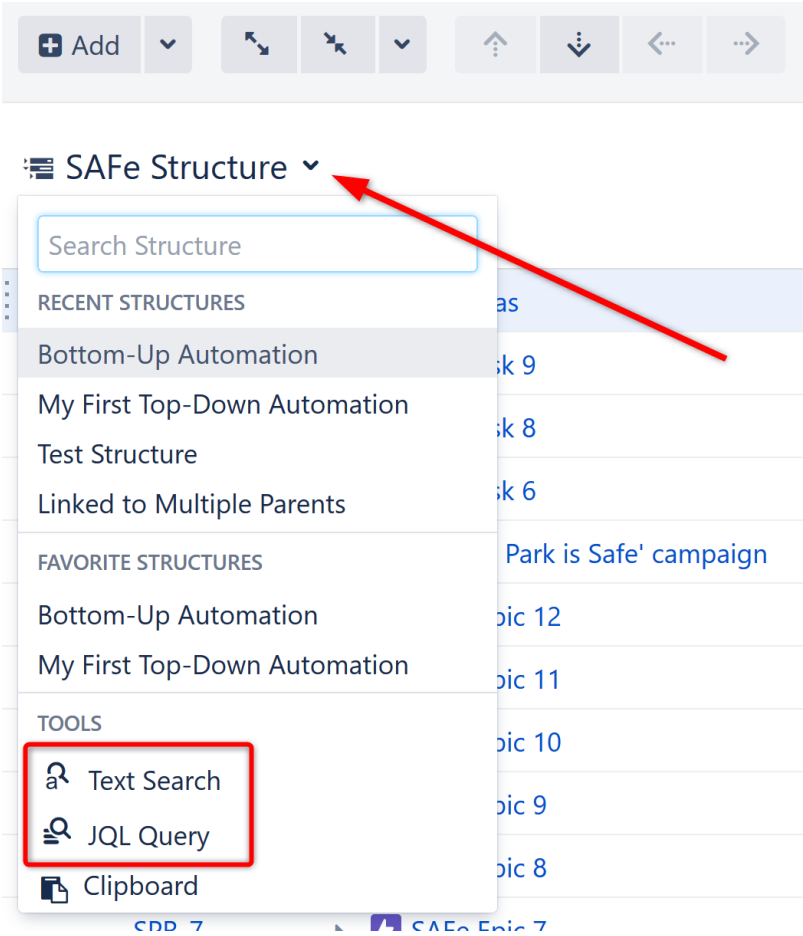 Add
SAFe Structure
Search Structure
RECENT STRUCTURES
as
Bottom-Up Automation
sk 9
My First Top-Down Automation
sk 8
Test Structure
sk 6
Linked to Multiple Parents
Park is Safe' campaign
FAVORITE STRUCTURES
Bottom-Up Automation
pic 12
My First Top-Down Automation
pic 11
TOOLS
pic 10
Text Search
pic 9
JQL Query
pic 8
Clipboard
SAFe Epic 7